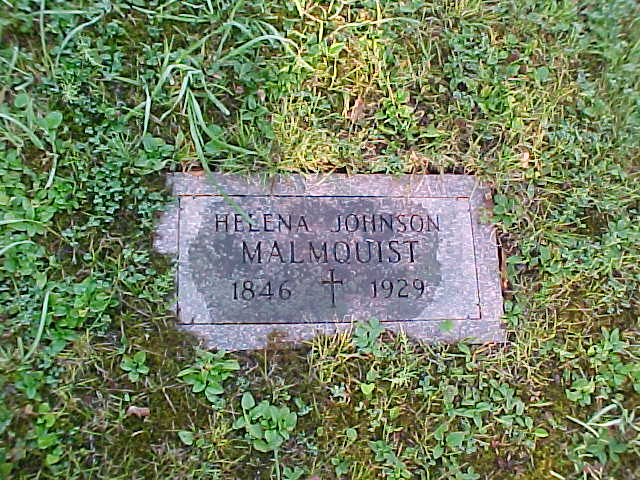 HELENA JOHNSON
MALMQUIST
1846 † 1929